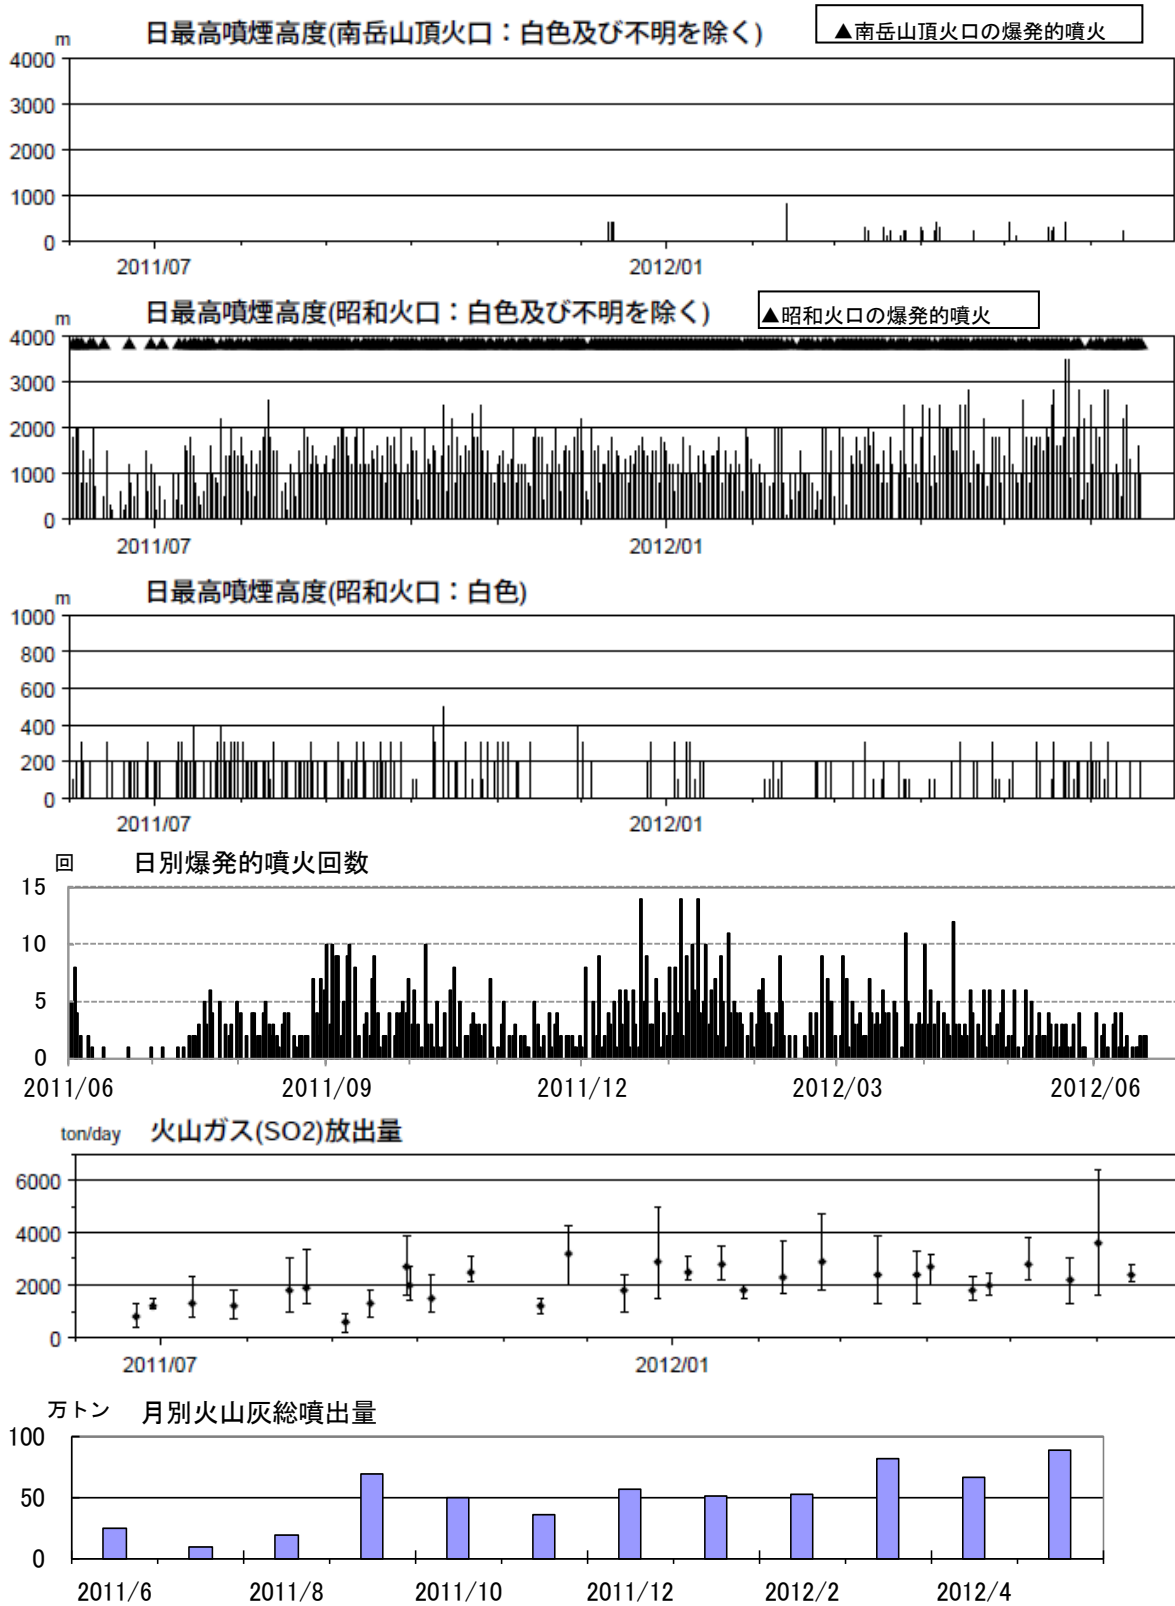 日最高噴煙高度(南岳山頂火口：白色及び不明を除く)
▲南岳山頂火口の爆発的噴火
m
4000
3000
2000
1000
0
2011/07 2012/01
日最高噴煙高度(昭和火口：白色及び不明を除く)
▲昭和火口の爆発的噴火
m
4000
3000
2000
1000
0
2011/07 2012/01
日最高噴煙高度(昭和火口：白色)
m
1000
800
600
400
200
0
2011/07 2012/01
回 日別爆発的噴火回数
15
10
5
0
2011/06 2011/09 2011/12 2012/03 2012/06
ton/day 火山ガス(SO2)放出量
6000
4000
2000
0
2011/07 2012/01
万トン 月別火山灰総噴出量
100
50
0
2011/6 2011/8 2011/10 2011/12 2012/2 2012/4